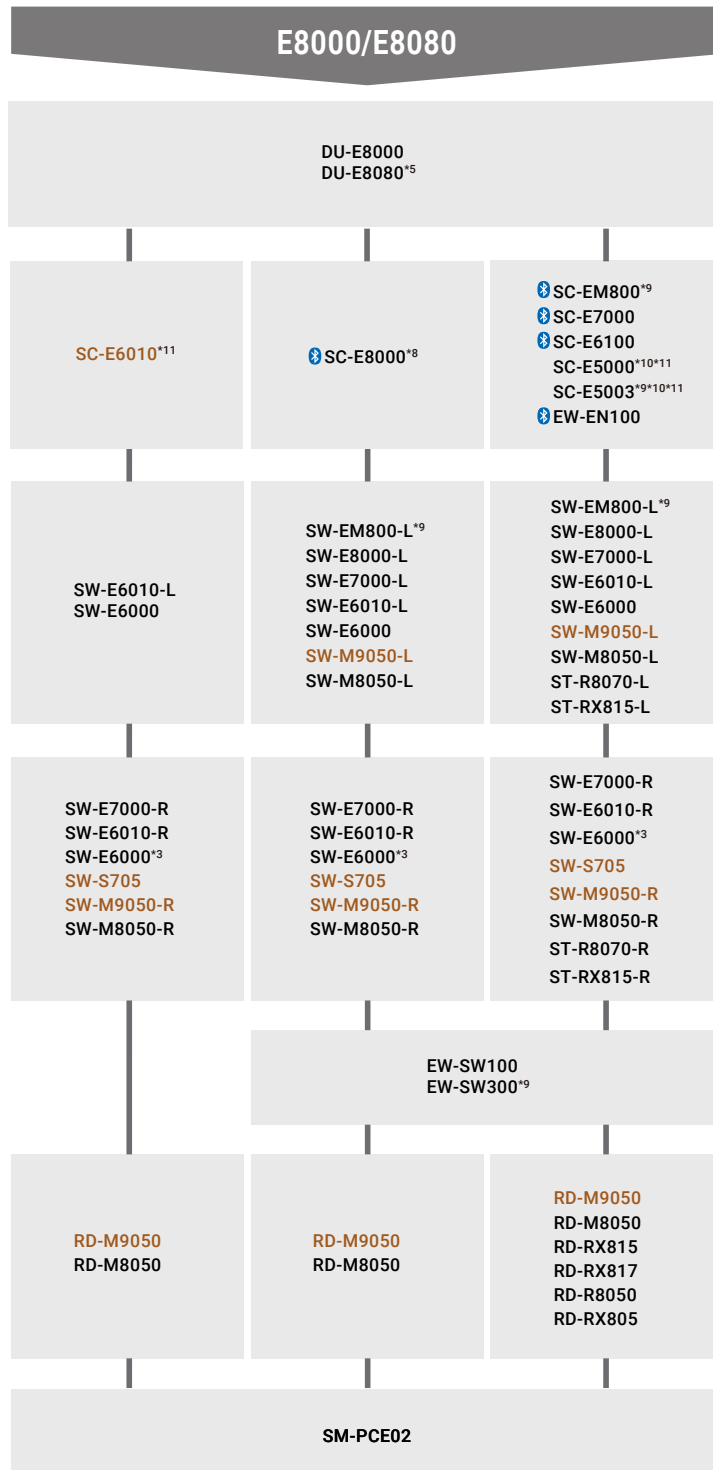 E8000/E8080
DU-E8000
DU-E8080*5
SC-E6010*11
SC-E8000*8
SC-EM800*9
SC-E7000
SC-E6100
SC-E5000*10*11
SC-E5003*9*10*11
EW-EN100
SW-E6010-L
SW-E6000
SW-EM800-L*9
SW-E8000-L
SW-E7000-L
SW-E6010-L
SW-E6000
SW-M9050-L
SW-M8050-L
SW-EM800-L*9
SW-E8000-L
SW-E7000-L
SW-E6010-L
SW-E6000
SW-M9050-L
SW-M8050-L
ST-R8070-L
ST-RX815-L
SW-E7000-R
SW-E6010-R
SW-E6000*3
SW-S705
SW-M9050-R
SW-M8050-R
SW-E7000-R
SW-E6010-R
SW-E6000*3
SW-S705
SW-M9050-R
SW-M8050-R
SW-E7000-R
SW-E6010-R
SW-E6000*3
SW-S705
SW-M9050-R
SW-M8050-R
ST-R8070-R
ST-RX815-R
EW-SW100
EW-SW300*9
RD-M9050
RD-M8050
RD-M9050
RD-M8050
RD-M9050
RD-M8050
RD-RX815
RD-RX817
RD-R8050
RD-RX805
SM-PCE02